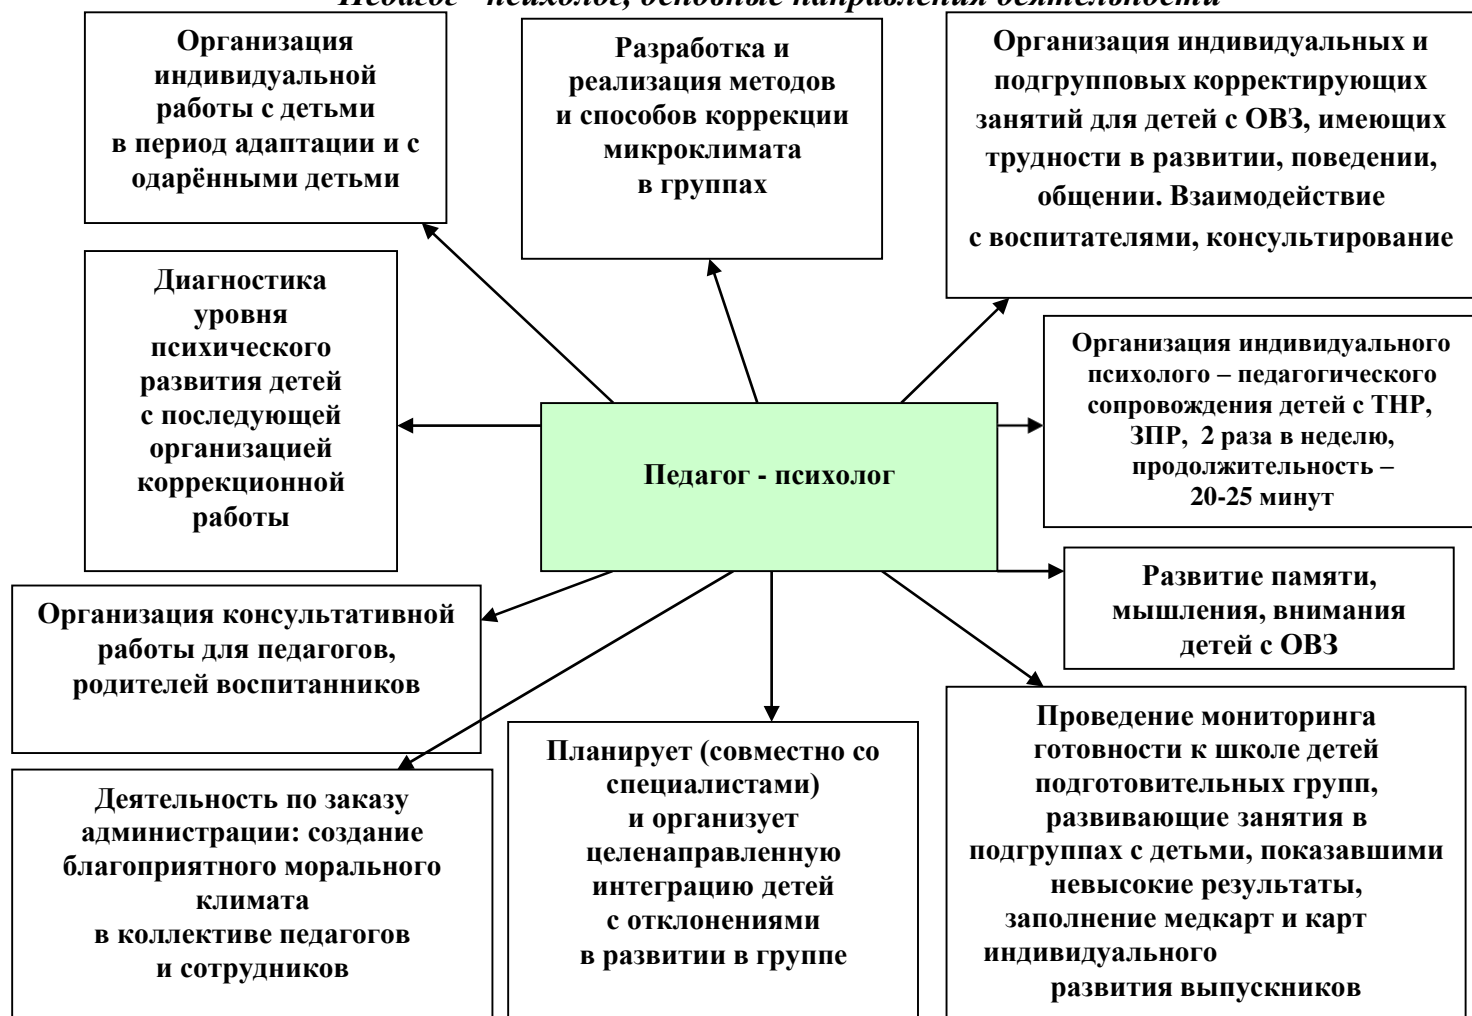 Педагог - психолог, основные направления деятельности
Организация
индивидуальной
работы с детьми
в период адаптации и с
одарёнными детьми
Разработка и
реализация методов
и способов коррекции
микроклимата
в группах
Организация индивидуальных и
подгрупповых корректирующих
занятий для детей с ОВЗ, имеющих
трудности в развитии, поведении,
общении. Взаимодействие
с воспитателями, консультирование
Диагностика
уровня
психического
развития детей
с последующей
организацией
коррекционной
работы
Организация индивидуального
психолого – педагогического
сопровождения детей с ТНР,
ЗПР, 2 раза в неделю,
продолжительность –
20-25 минут
Педагог - психолог
Развитие памяти,
мышления, внимания
детей с ОВЗ
Организация консультативной
работы для педагогов,
родителей воспитанников
Деятельность по заказу
администрации: создание
благоприятного морального
климата
в коллективе педагогов
и сотрудников
Планирует (совместно со
специалистами)
и организует
целенаправленную
интеграцию детей
с отклонениями
в развитии в группе
Проведение мониторинга
готовности к школе детей
подготовительных групп,
развивающие занятия в
подгруппах с детьми, показавшими
невысокие результаты,
заполнение медкарт и карт
индивидуального
развития выпускников